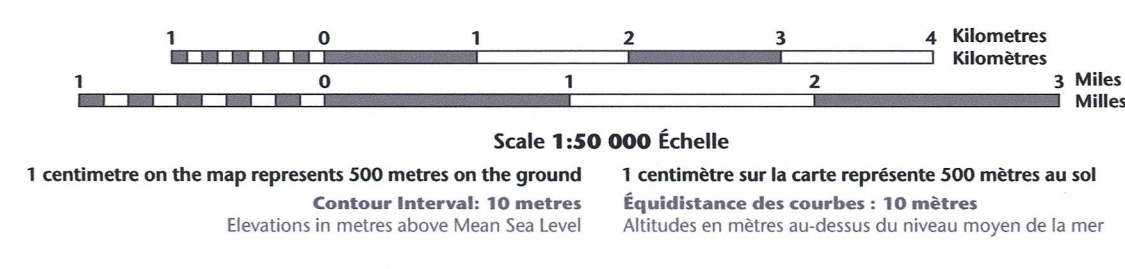 1 0 1 2 3 4 Kilometres
Kilomètres
1 0 1 2 3 Miles
Milles
Scale 1:50 000 Échelle
1 centimetre on the map represents 500 metres on the ground
1 centimètre sur la carte représente 500 mètres au sol
Contour Interval: 10 metres
Équidistance des courbes : 10 mètres
Elevations in metres above Mean Sea Level
Altitudes en mètres au-dessus du niveau moyen de la mer